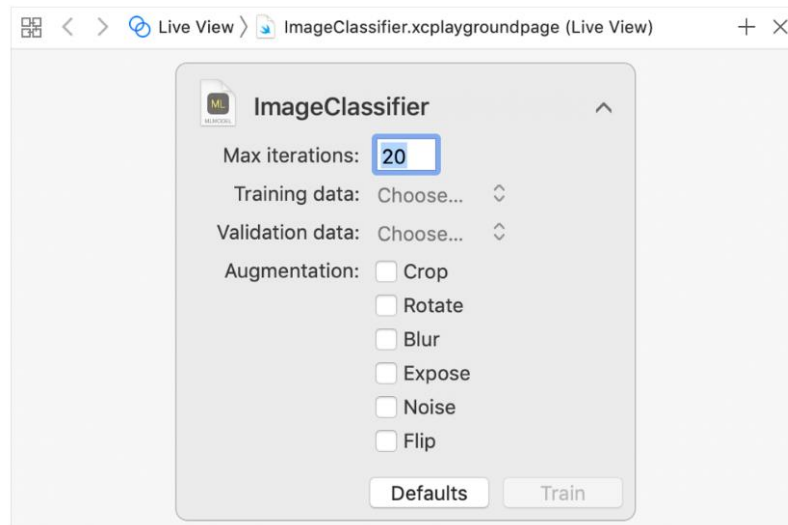 Live View ImageClassifier.xcplaygroundpage (Live View)
ML
MLMODEL
ImageClassifier
Max iterations: 20
Training data: Choose...
Validation data: Choose...
Augmentation: Crop
Rotate
Blur
Expose
Noise
Flip
Defaults Train